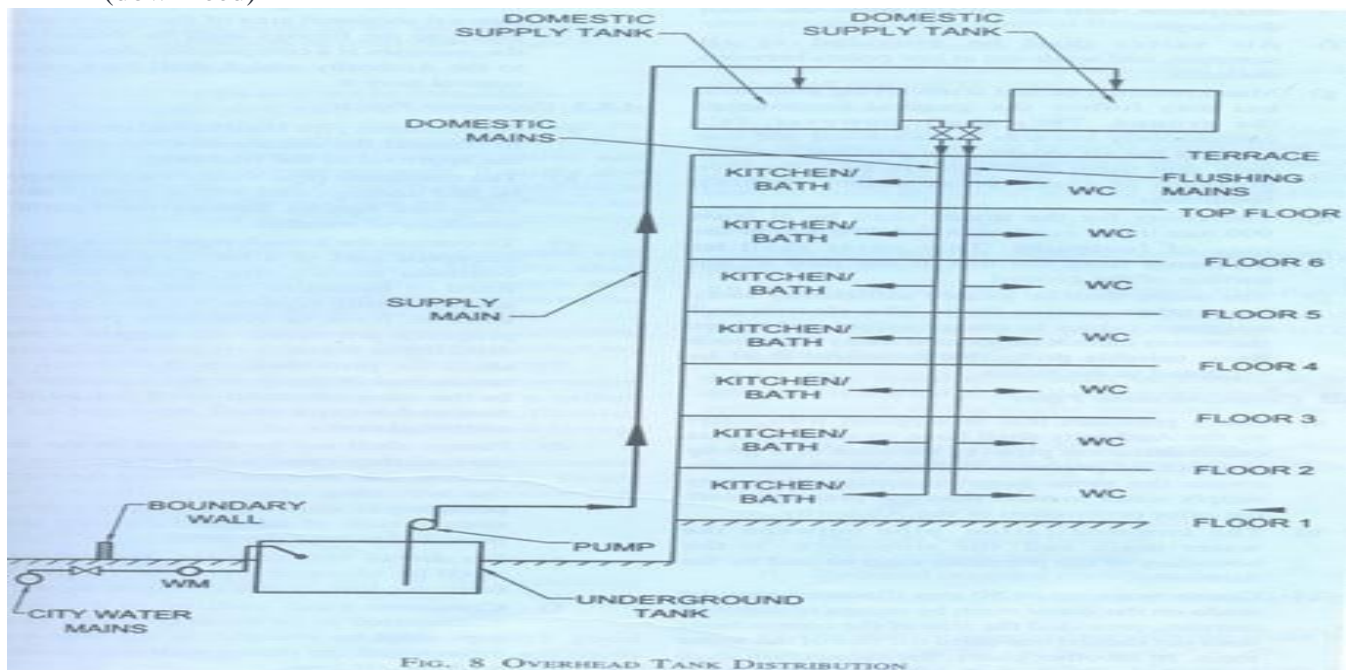 (down feed)
DOMESTIC
SUPPLY TANK
DOMESTIC
SUPPLY TANK
DOMESTIC
MAINS
TERRACE
KITCHEN/
BATH
WC
FLUSHING
MAINS
TOP FLOOR
KITCHEN/
BATH
WC
FLOOR 6
KITCHEN/
BATH
WC
SUPPLY
MAIN
FLOOR 5
KITCHEN/
BATH
WC
FLOOR 4
KITCHEN/
BATH
WC
FLOOR 3
KITCHEN/
BATH
WC
FLOOR 2
KITCHEN/
BATH
WC
FLOOR 1
BOUNDARY
WALL
PUMP
WM
CITY WATER
MAINS
UNDERGROUND
TANK
FIG. 8 OVERHEAD TANK DISTRIBUTION